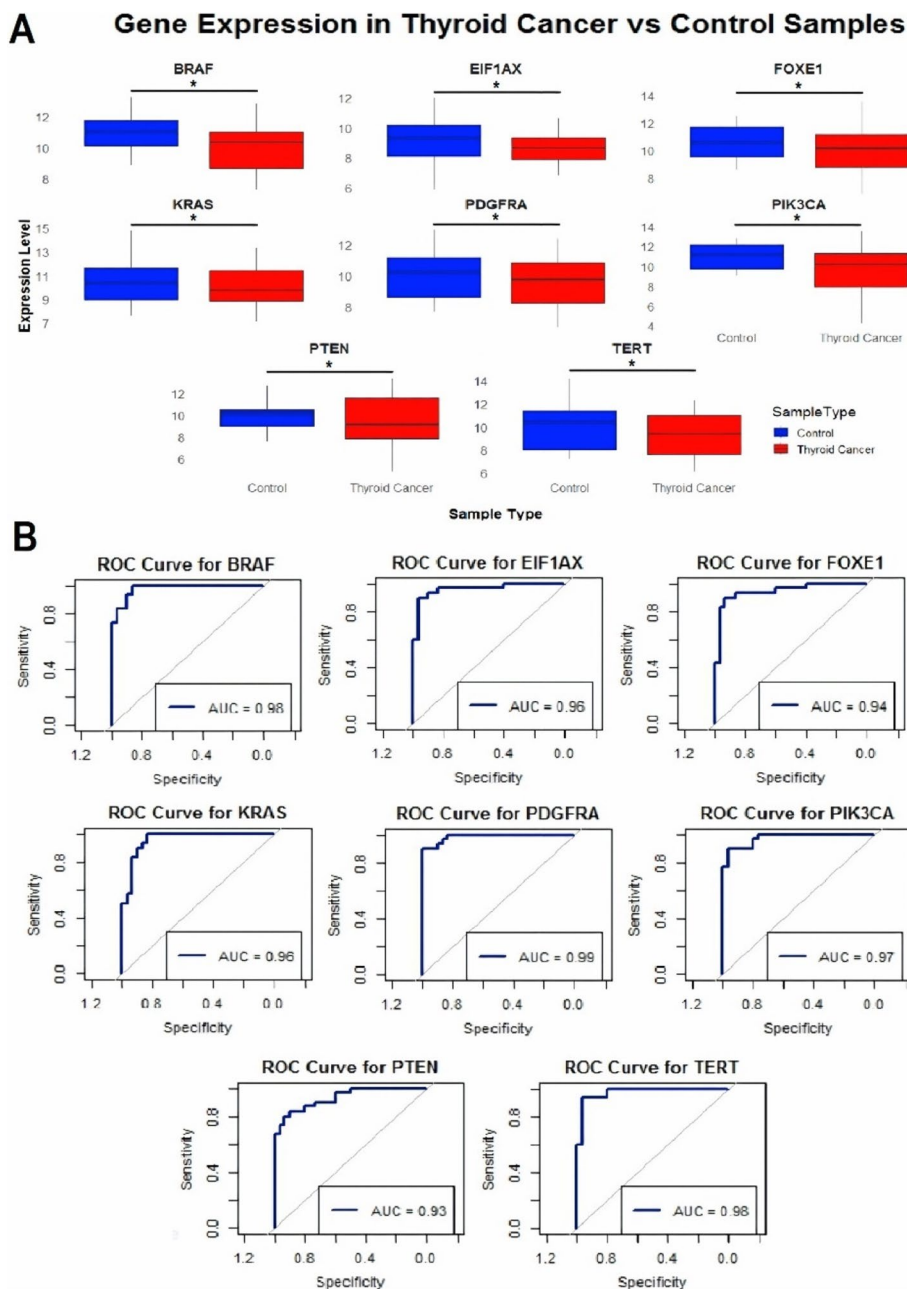 A Gene Expression in Thyroid Cancer vs Control Samples
BRAF EIF1AX FOXE1
* * *
12
10
8
12
10
8
6
14
12
10
8
KRAS PDGFRA PIK3CA
* * *
Expression Level
15
13
11
9
7
12
10
8
14
12
10
8
6
4
Control Thyroid Cancer
PTEN TERT
* *
12
10
8
6
14
12
10
8
6
Control Thyroid Cancer Control Thyroid Cancer
SampleType
Control
Thyroid Cancer
Sample Type
B
ROC Curve for BRAF
Sensitivity
0.8
0.4
0.0
AUC = 0.98
1.2 0.8 0.4 0.0
Specificity
ROC Curve for EIF1AX
Sensitivity
0.8
0.4
0.0
AUC = 0.96
1.2 0.8 0.4 0.0
Specificity
ROC Curve for FOXE1
Sensitivity
0.8
0.4
0.0
AUC = 0.94
1.2 0.8 0.4 0.0
Specificity
ROC Curve for KRAS
Sensitivity
0.8
0.4
0.0
AUC = 0.96
1.2 0.8 0.4 0.0
Specificity
ROC Curve for PDGFRA
Sensitivity
0.8
0.4
0.0
AUC = 0.99
1.2 0.8 0.4 0.0
Specificity
ROC Curve for PIK3CA
Sensitivity
0.8
0.4
0.0
AUC = 0.97
1.2 0.8 0.4 0.0
Specificity
ROC Curve for PTEN
Sensitivity
0.8
0.4
0.0
AUC = 0.93
1.2 0.8 0.4 0.0
Specificity
ROC Curve for TERT
Sensitivity
0.8
0.4
0.0
AUC = 0.98
1.2 0.8 0.4 0.0
Specificity